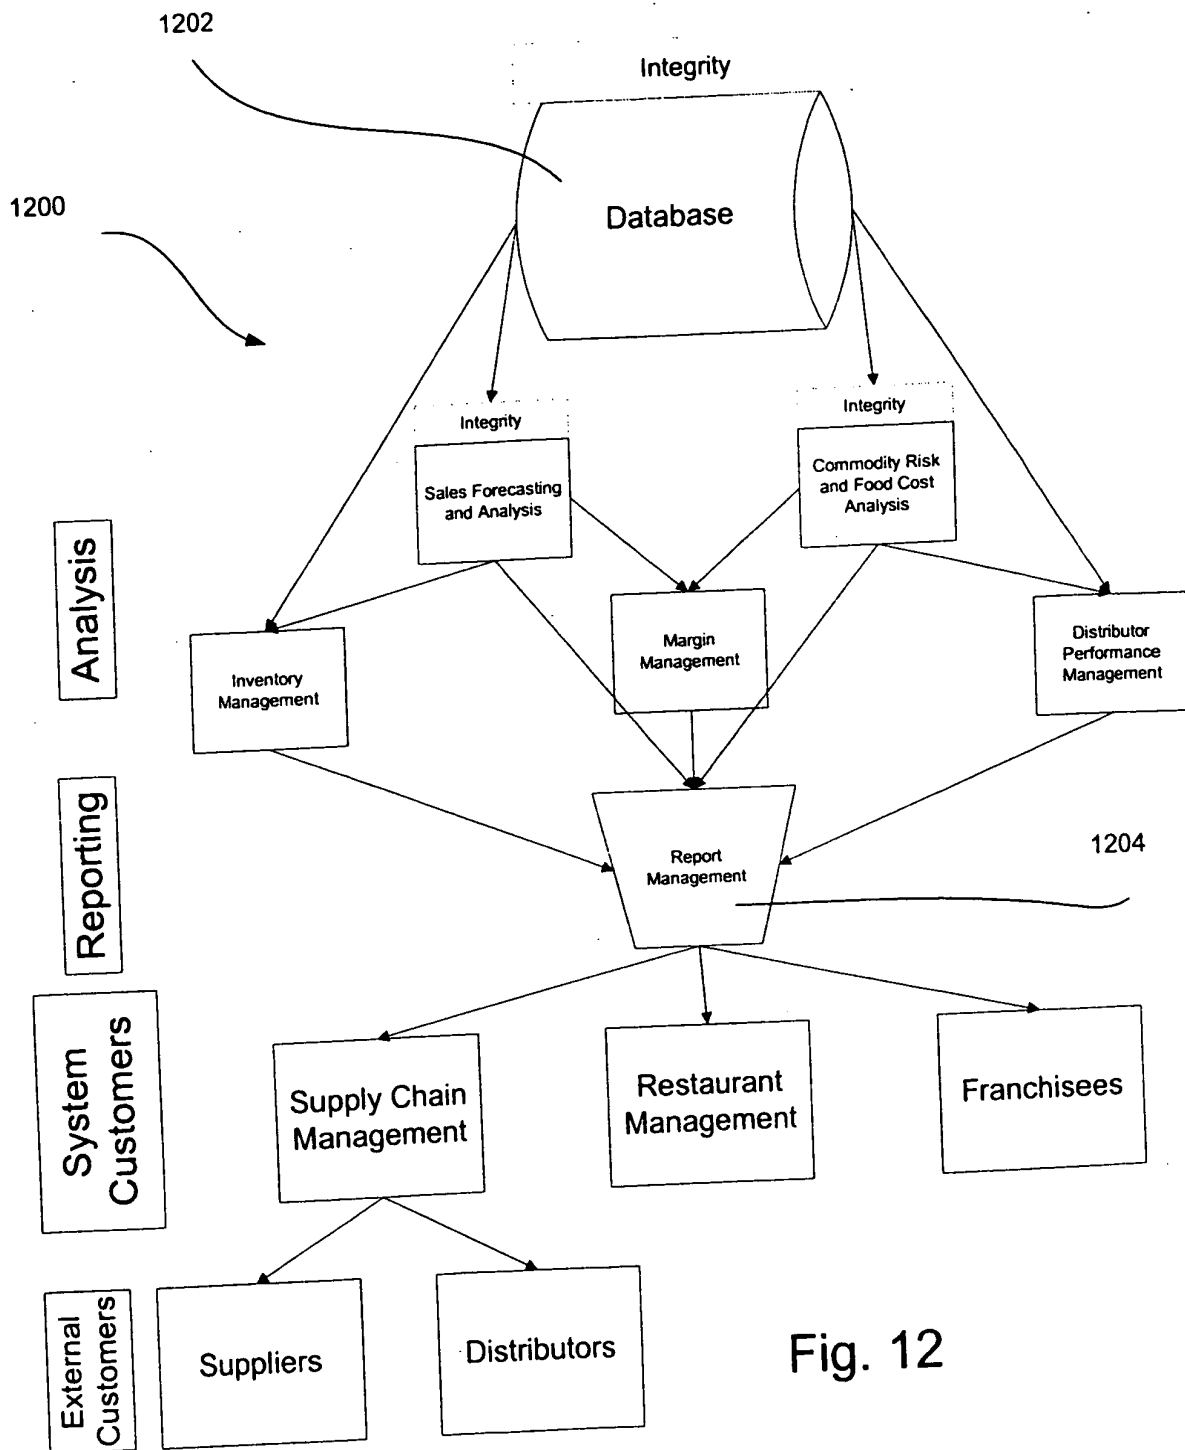 1202
Integrity
1200
Database
Integrity
Integrity
Sales Forecasting
and Analysis
Commodity Risk
and Food Cost
Analysis
Analysis
Inventory
Management
Margin
Management
Distributor
Performance
Management
Reporting
Report
Management
1204
System
Customers
Supply Chain
Management
Restaurant
Management
Franchisees
External
Customers
Suppliers
Distributors
Fig. 12